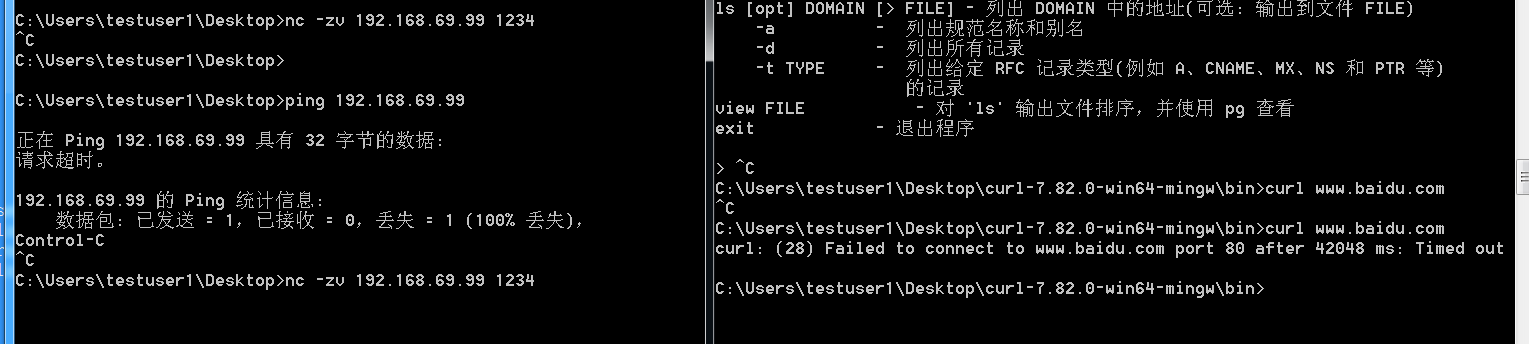 C:\Users\testuser1\Desktop>nc -zv 192.168.69.99 1234
^C
C:\Users\testuser1\Desktop>
C:\Users\testuser1\Desktop>ping 192.168.69.99
正在 Ping 192.168.69.99 具有 32 字节的数据:
请求超时。
192.168.69.99 的 Ping 统计信息:
    数据包: 已发送 = 1，已接收 = 0，丢失 = 1 (100% 丢失)，
Control-C
^C
C:\Users\testuser1\Desktop>nc -zv 192.168.69.99 1234
ls [opt] DOMAIN [> FILE] - 列出 DOMAIN 中的地址(可选: 输出到文件 FILE)
    -a          -  列出规范名称和别名
    -d          -  列出所有记录
    -t TYPE     -  列出给定 RFC 记录类型(例如 A、CNAME、MX、NS 和 PTR 等)
                   的记录
view FILE           - 对 'ls' 输出文件排序，并使用 pg 查看
exit            - 退出程序
> ^C
C:\Users\testuser1\Desktop\curl-7.82.0-win64-mingw\bin>curl www.baidu.com
^C
C:\Users\testuser1\Desktop\curl-7.82.0-win64-mingw\bin>curl www.baidu.com
curl: (28) Failed to connect to www.baidu.com port 80 after 42048 ms: Timed out
C:\Users\testuser1\Desktop\curl-7.82.0-win64-mingw\bin>